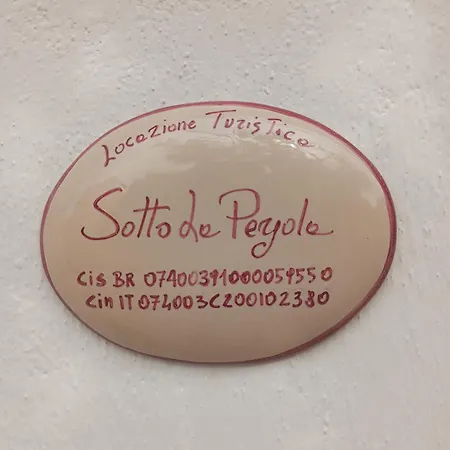 Locazione Turistica
Sotto La Pergola
Cis BR 07400391000059550
Cin IT074003C200102380